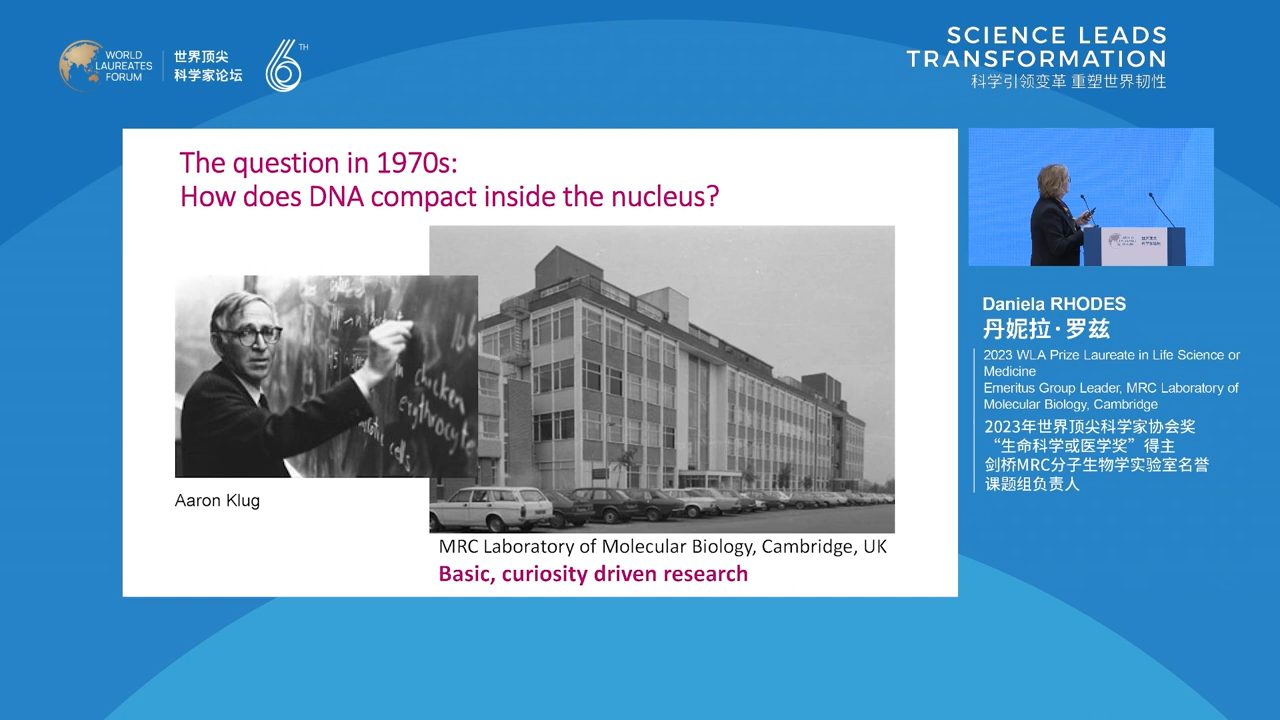 WORLD
LAUREATES
FORUM
世界顶尖
科学家论坛
6TH
SCIENCE LEADS
TRANSFORMATION
科学引领变革 重塑世界韧性
The question in 1970s:
How does DNA compact inside the nucleus?
166
chicken
erythrocyte
cells
Aaron Klug
MRC Laboratory of Molecular Biology, Cambridge, UK
Basic, curiosity driven research
Daniela RHODES
丹妮拉·罗兹
2023 WLA Prize Laureate in Life Science or
Medicine
Emeritus Group Leader, MRC Laboratory of
Molecular Biology, Cambridge
2023年世界顶尖科学家协会奖
“生命科学或医学奖”得主
剑桥MRC分子生物学实验室名誉
课题组负责人